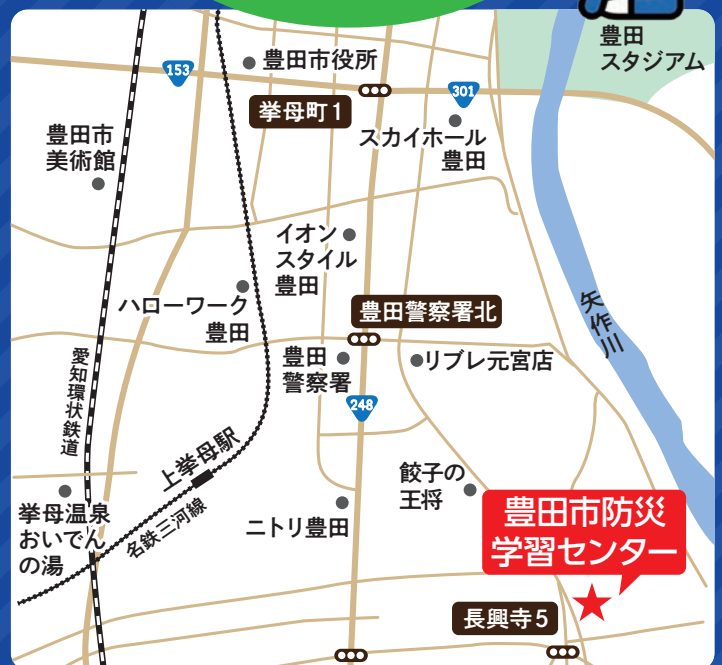 豊田
スタジアム
豊田市役所
153
301
挙母町1
スカイホール
豊田
豊田市
美術館
イオン
スタイル
豊田
ハローワーク
豊田
豊田警察署北
矢作川
愛知環状鉄道
豊田
警察署
リブレ元宮店
248
上挙母駅
名鉄三河線
餃子の
王将
挙母温泉
おいでん
の湯
ニトリ豊田
豊田市防災
学習センター
長興寺5